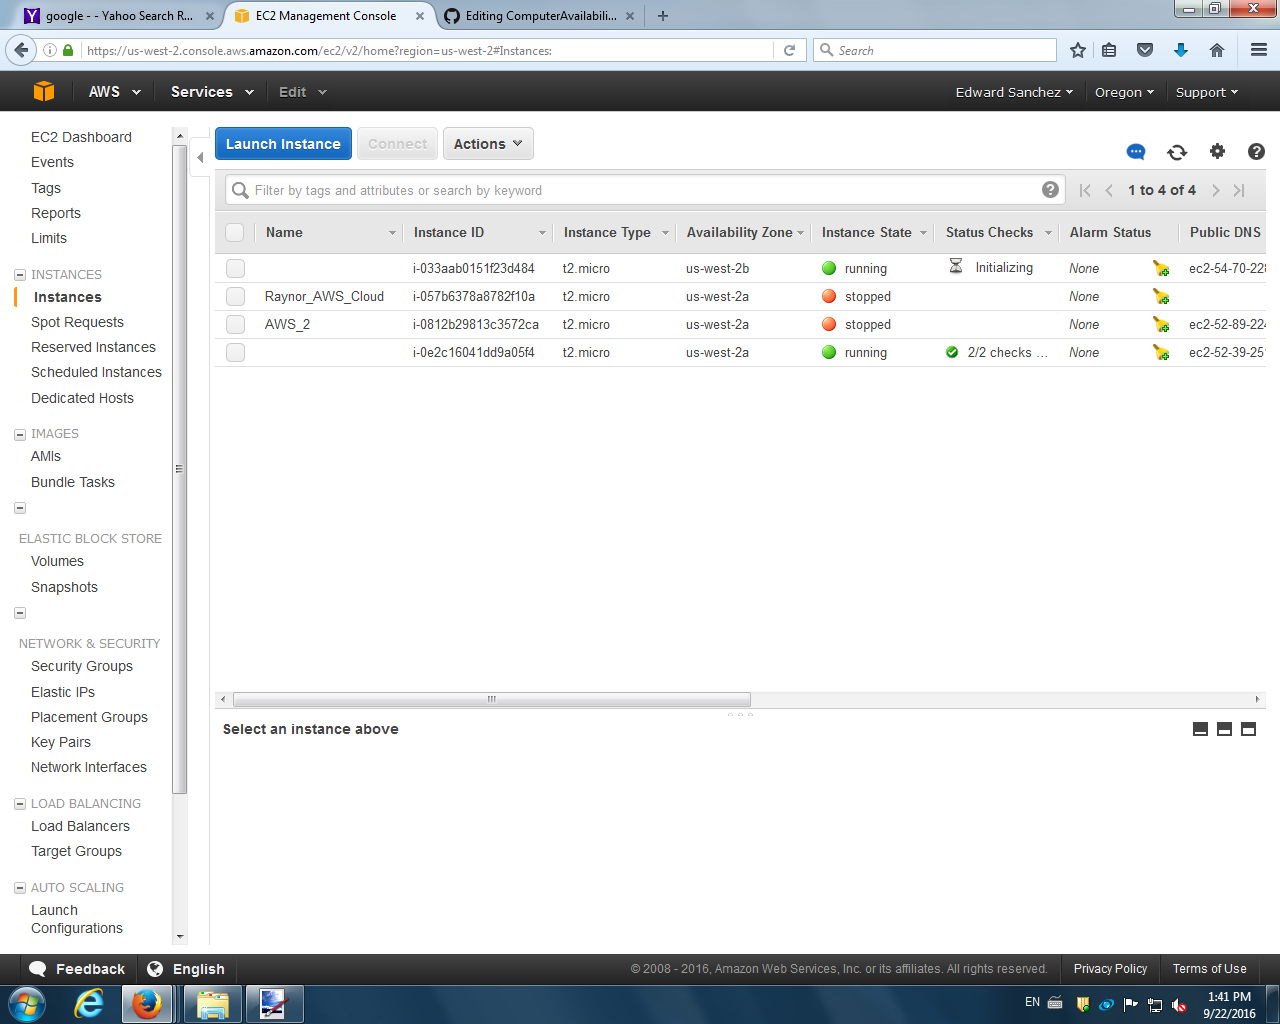 google - - Yahoo Search R...
EC2 Management Console
Editing ComputerAvailabili...
https://us-west-2.console.aws.amazon.com/ec2/v2/home?region=us-west-2#Instances:
Search
AWS Services Edit
Edward Sanchez Oregon Support
EC2 Dashboard
Events
Tags
Reports
Limits
INSTANCES
Instances
Spot Requests
Reserved Instances
Scheduled Instances
Dedicated Hosts
IMAGES
AMIs
Bundle Tasks
ELASTIC BLOCK STORE
Volumes
Snapshots
NETWORK & SECURITY
Security Groups
Elastic IPs
Placement Groups
Key Pairs
Network Interfaces
LOAD BALANCING
Load Balancers
Target Groups
AUTO SCALING
Launch
Configurations
Launch Instance Connect Actions
Filter by tags and attributes or search by keyword
1 to 4 of 4
Name Instance ID Instance Type Availability Zone Instance State Status Checks Alarm Status Public DNS
i-033aab0151f23d484 t2.micro us-west-2b running Initializing None ec2-54-70-228
Raynor_AWS_Cloud i-057b6378a8782f10a t2.micro us-west-2a stopped None
AWS_2 i-0812b29813c3572ca t2.micro us-west-2a stopped None ec2-52-89-224
i-0e2c16041dd9a05f4 t2.micro us-west-2a running 2/2 checks ... None ec2-52-39-251
Select an instance above
Feedback English
© 2008 - 2016, Amazon Web Services, Inc. or its affiliates. All rights reserved. Privacy Policy Terms of Use
EN
1:41 PM
9/22/2016